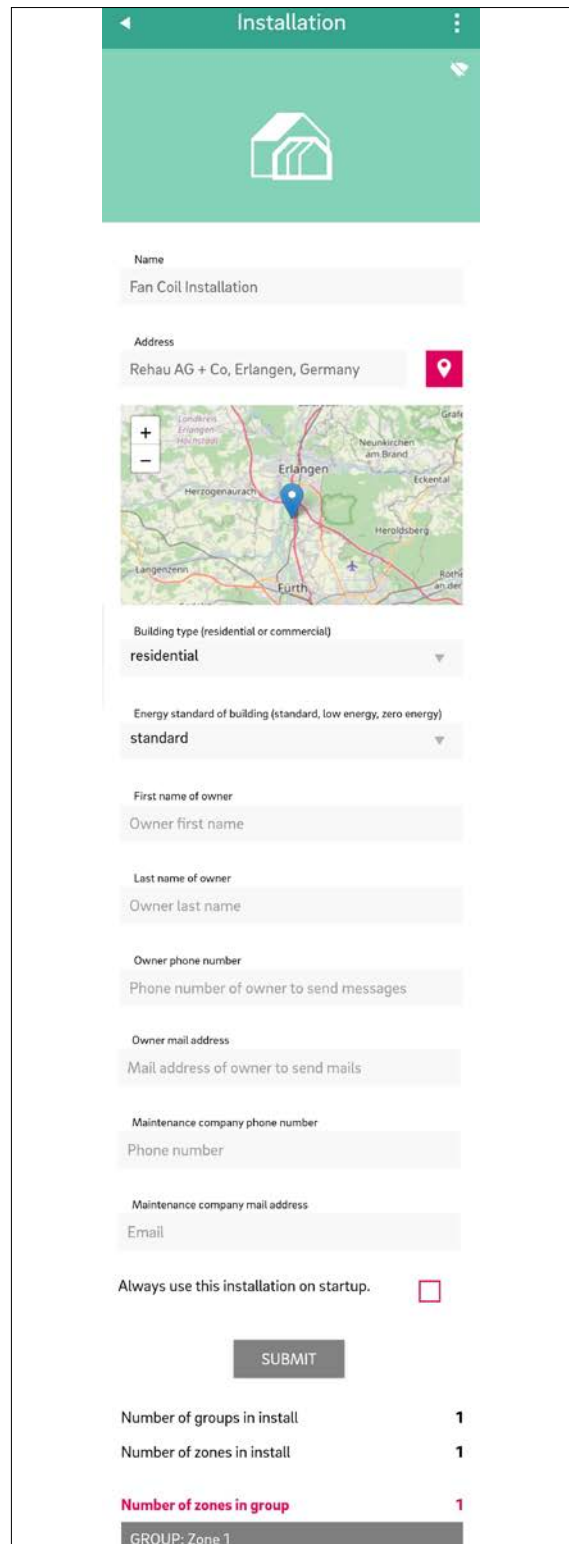 Installation
Name
Fan Coil Installation
Address
Rehau AG + Co, Erlangen, Germany
+
−
Landkreis
Erlangen-
Höchstadt
Neunkirchen
am Brand
Erlangen
Eckental
Herzogenaurach
Heroldsberg
Langenzenn
Fürth
an der
Building type (residential or commercial)
residential
Energy standard of building (standard, low energy, zero energy)
standard
First name of owner
Owner first name
Last name of owner
Owner last name
Owner phone number
Phone number of owner to send messages
Owner mail address
Mail address of owner to send mails
Maintenance company phone number
Phone number
Maintenance company mail address
Email
Always use this installation on startup.
SUBMIT
Number of groups in install 1
Number of zones in install 1
Number of zones in group 1
GROUP: Zone 1